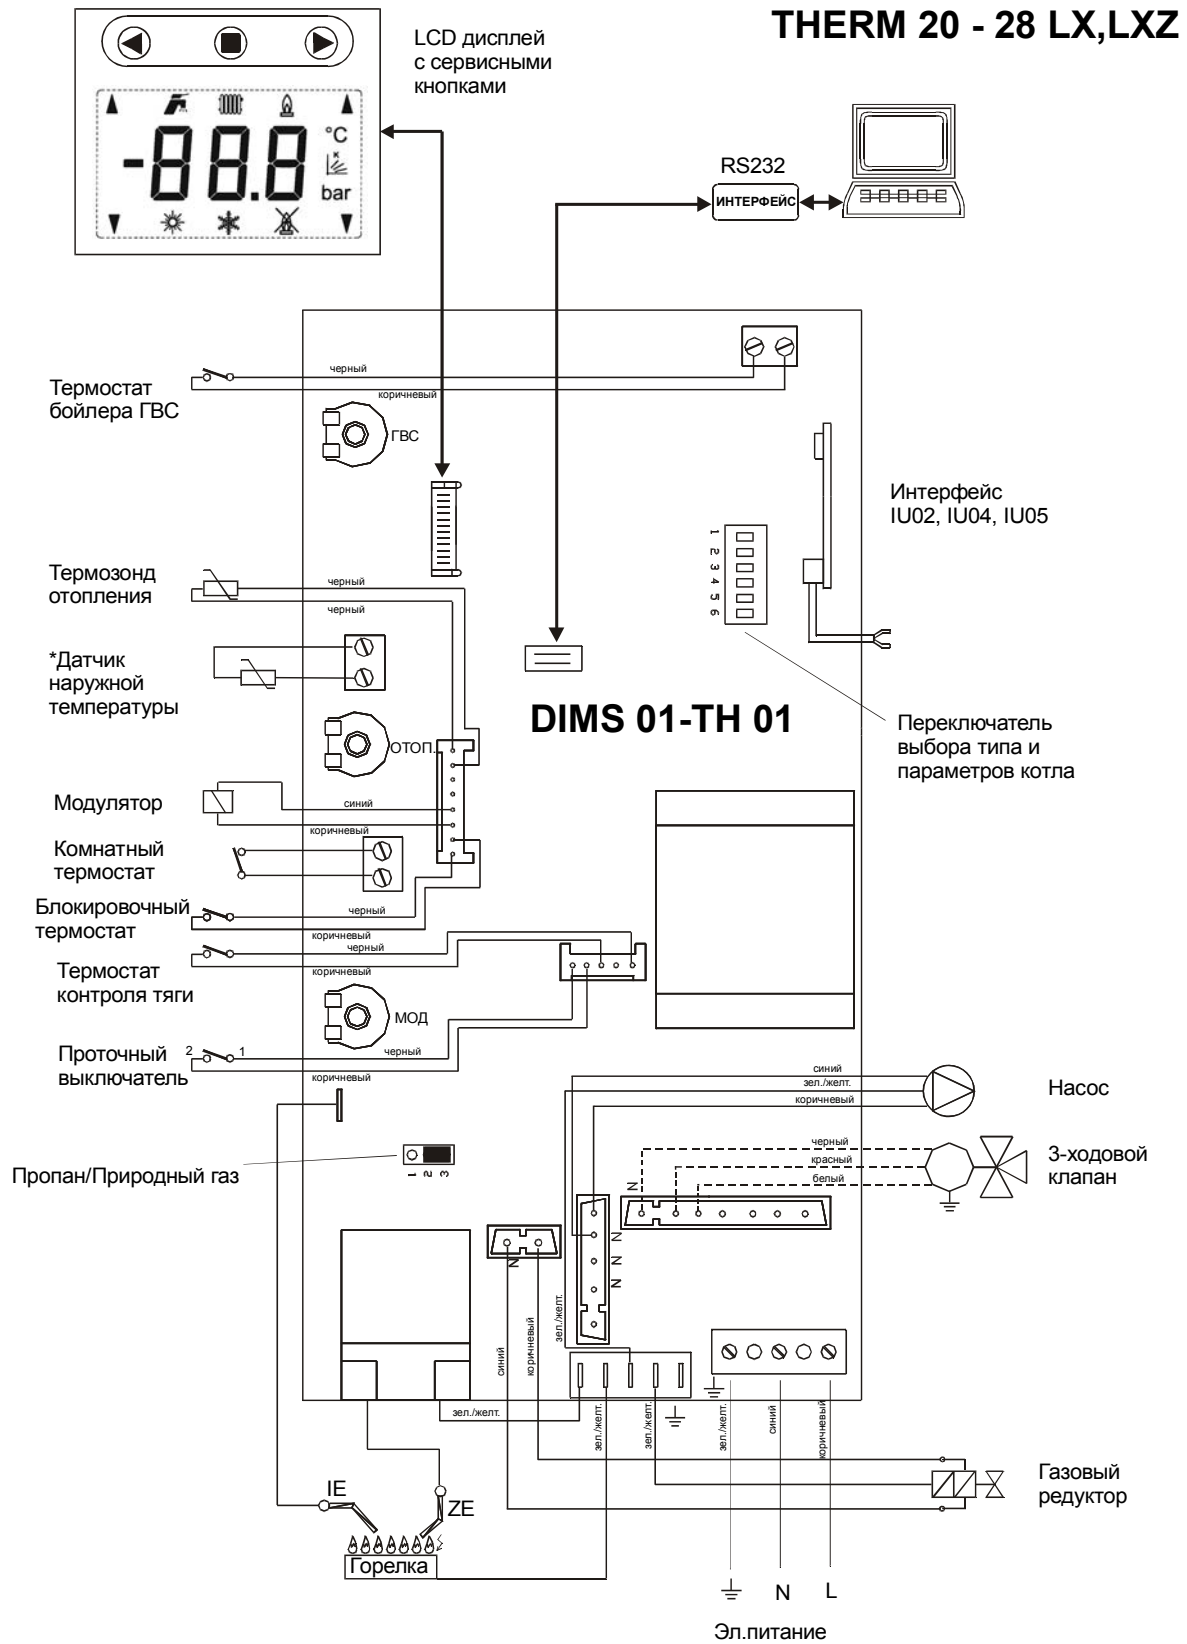 THERM 20 - 28 LX,LXZ
LCD дисплей
с сервисными
кнопками
-88.8
°C
bar
RS232
ИНТЕРФЕЙС
Термостат
бойлера ГВС
черный
коричневый
ГВС
Интерфейс
IU02, IU04, IU05
1
2
3
4
5
6
Термозонд
отопления
черный
черный
*Датчик
наружной
температуры
DIMS 01-TH 01
Переключатель
выбора типа и
параметров котла
ОТОП.
Модулятор
синий
коричневый
Комнатный
термостат
Блокировочный
термостат
черный
коричневый
черный
Термостат
контроля тяги
коричневый
МОД
Проточный
выключатель
2
1
черный
коричневый
синий
зел./желт.
коричневый
Насос
черный
красный
белый
3-ходовой
клапан
Пропан/Природный газ
1
2
3
N
N
N
N
N
синий
коричневый
зел./желт.
зел./желт.
зел./желт.
зел./желт.
зел./желт.
синий
коричневый
Газовый
редуктор
IE
ZE
Горелка
N
L
Эл.питание